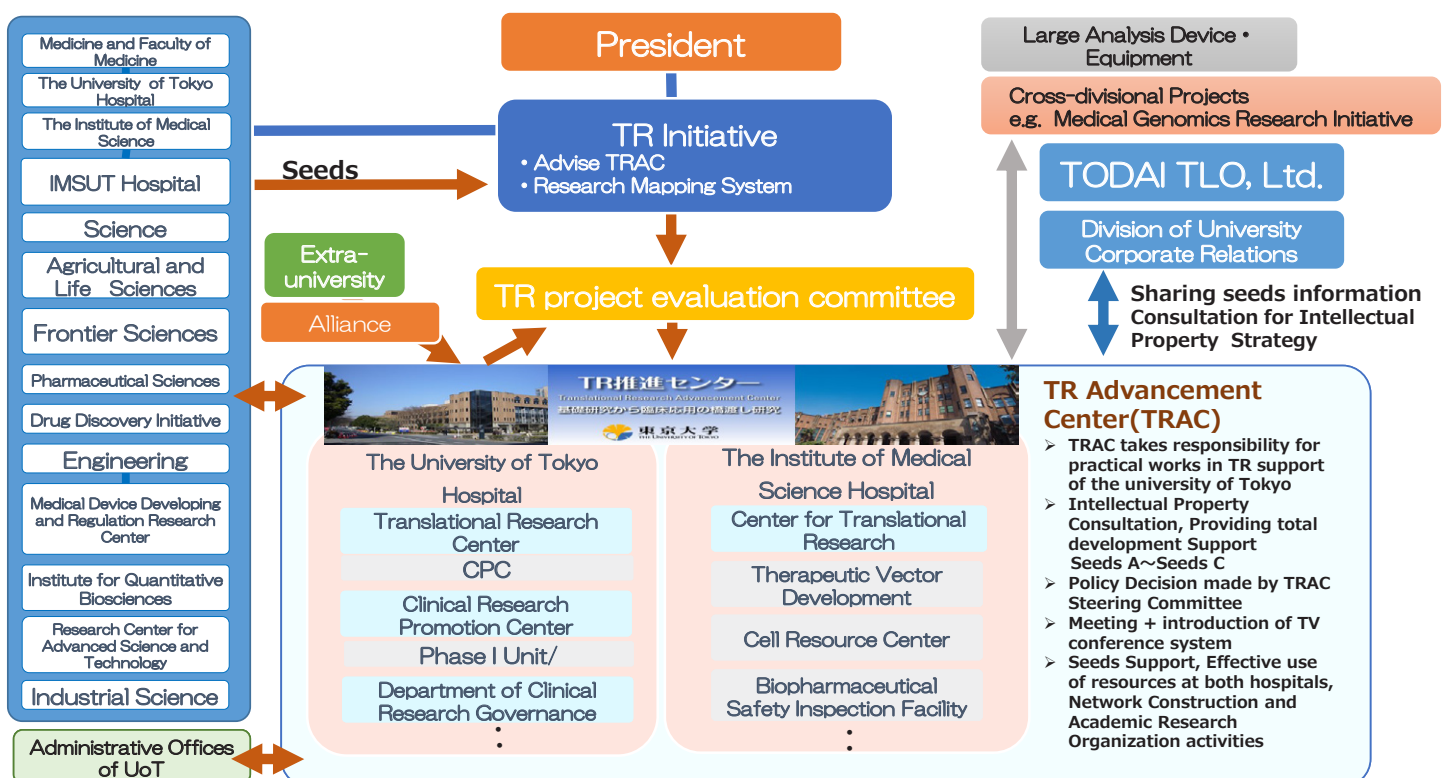 Medicine and Faculty of
Medicine
The University of Tokyo
Hospital
The Institute of Medical
Science
IMSUT Hospital
Science
Agricultural and
Life Sciences
Frontier Sciences
Pharmaceutical Sciences
Drug Discovery Initiative
Engineering
Medical Device Developing
and Regulation Research
Center
Institute for Quantitative
Biosciences
Research Center for
Advanced Science and
Technology
Industrial Science
Administrative Offices
of UoT
President
TR Initiative
• Advise TRAC
• Research Mapping System
Seeds
Extra-
university
Alliance
TR project evaluation committee
Large Analysis Device・
Equipment
Cross-divisional Projects
e.g. Medical Genomics Research Initiative
TODAI TLO, Ltd.
Division of University
Corporate Relations
Sharing seeds information
Consultation for Intellectual
Property Strategy
TR推進センター
Translational Research Advancement Center
基礎研究から臨床応用の橋渡し研究
東京大学
THE UNIVERSITY OF TOKYO
The University of Tokyo
Hospital
Translational Research
Center
CPC
Clinical Research
Promotion Center
Phase I Unit/
Department of Clinical
Research Governance
:
The Institute of Medical
Science Hospital
Center for Translational
Research
Therapeutic Vector
Development
Cell Resource Center
Biopharmaceutical
Safety Inspection Facility
:
TR Advancement
Center(TRAC)
➢ TRAC takes responsibility for
practical works in TR support
of the university of Tokyo
➢ Intellectual Property
Consultation, Providing total
development Support
Seeds A～Seeds C
➢ Policy Decision made by TRAC
Steering Committee
➢ Meeting + introduction of TV
conference system
➢ Seeds Support, Effective use
of resources at both hospitals,
Network Construction and
Academic Research
Organization activities